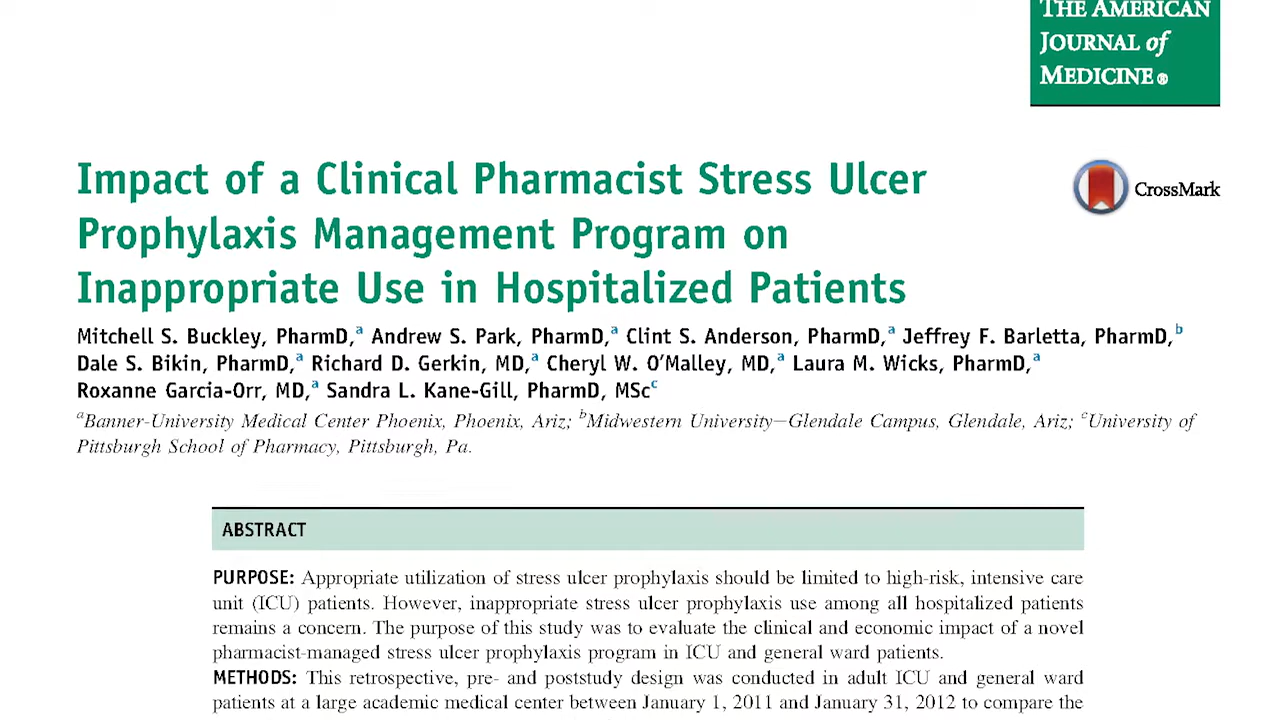 THE AMERICAN
JOURNAL of
MEDICINE®
Impact of a Clinical Pharmacist Stress Ulcer
Prophylaxis Management Program on
Inappropriate Use in Hospitalized Patients
CrossMark
Mitchell S. Buckley, PharmD,a Andrew S. Park, PharmD,a Clint S. Anderson, PharmD,a Jeffrey F. Barletta, PharmD,b
Dale S. Bikin, PharmD,a Richard D. Gerkin, MD,a Cheryl W. O’Malley, MD,a Laura M. Wicks, PharmD,a
Roxanne Garcia-Orr, MD,a Sandra L. Kane-Gill, PharmD, MScc
aBanner-University Medical Center Phoenix, Phoenix, Ariz; bMidwestern University—Glendale Campus, Glendale, Ariz; cUniversity of
Pittsburgh School of Pharmacy, Pittsburgh, Pa.
ABSTRACT
PURPOSE: Appropriate utilization of stress ulcer prophylaxis should be limited to high-risk, intensive care
unit (ICU) patients. However, inappropriate stress ulcer prophylaxis use among all hospitalized patients
remains a concern. The purpose of this study was to evaluate the clinical and economic impact of a novel
pharmacist-managed stress ulcer prophylaxis program in ICU and general ward patients.
METHODS: This retrospective, pre- and poststudy design was conducted in adult ICU and general ward
patients at a large academic medical center between January 1, 2011 and January 31, 2012 to compare the